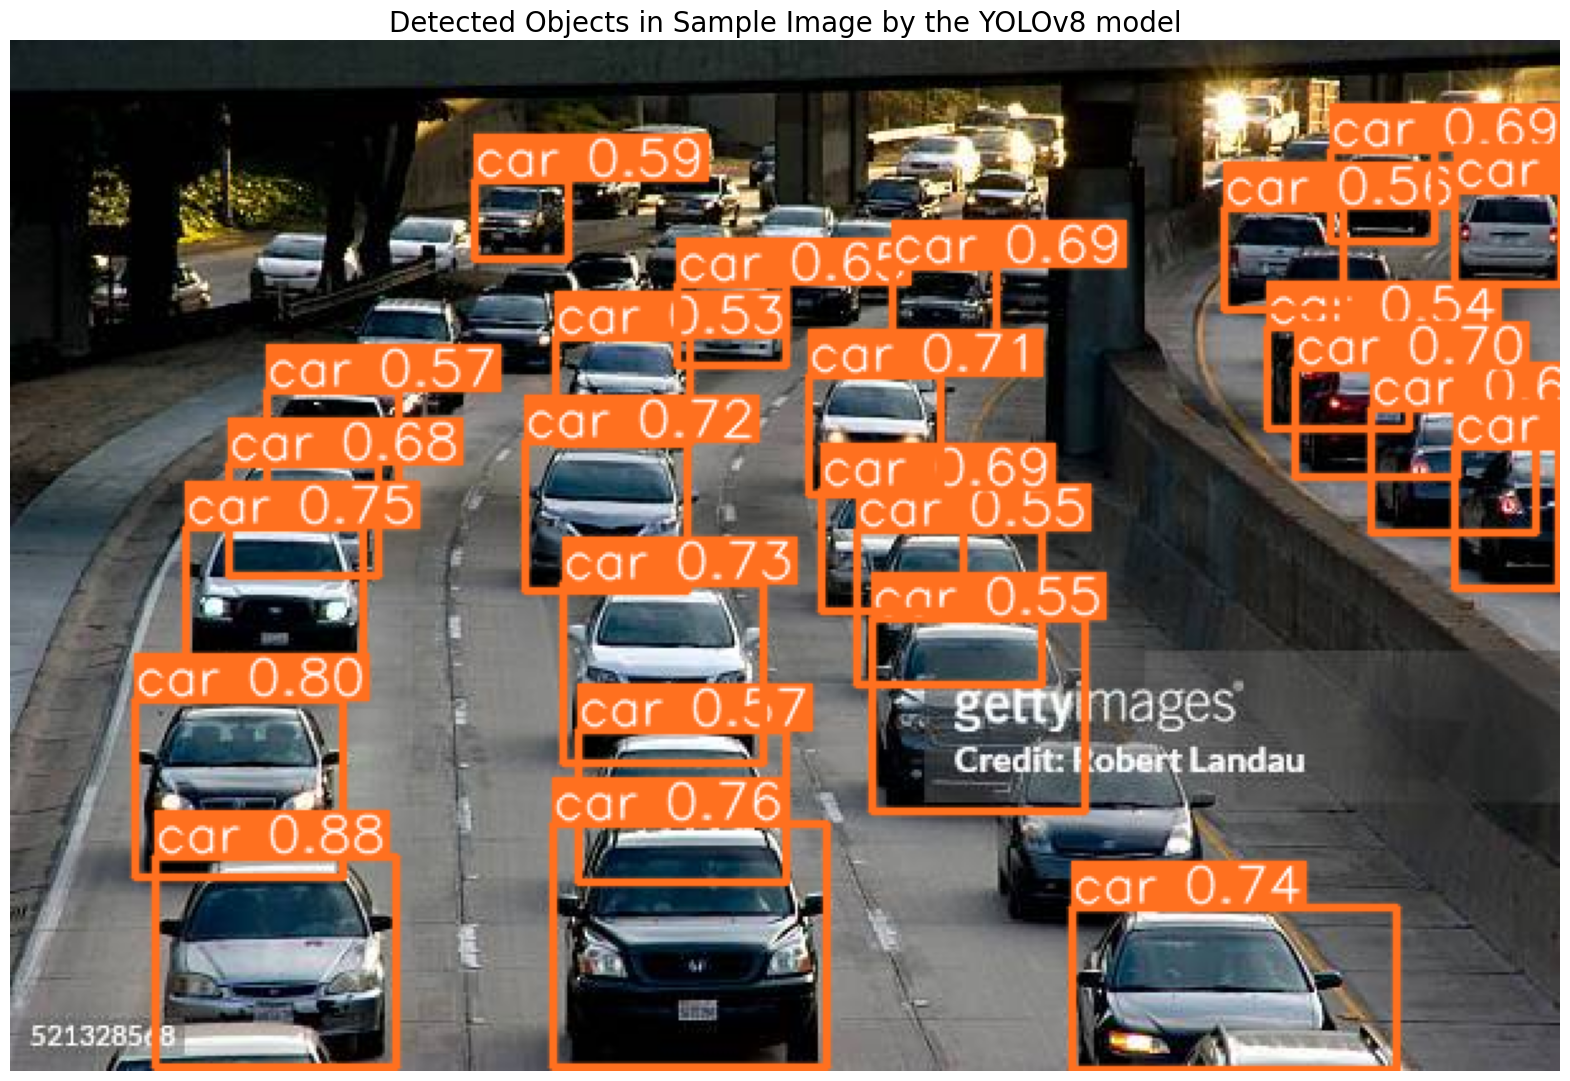 Detected Objects in Sample Image by the YOLOv8 model
car 0.69
car 0.59
car
car 0.56
car 0.69
car 0.65
car 0.54
car 0.53
car 0.71
car 0.70
car 0.57
car 0.6
car 0.72
car
car 0.68
car 0.69
car 0.75
car 0.55
car 0.73
car 0.55
car 0.80
gettyimages®
car 0.57
Credit: Robert Landau
car 0.76
car 0.88
car 0.74
521328568